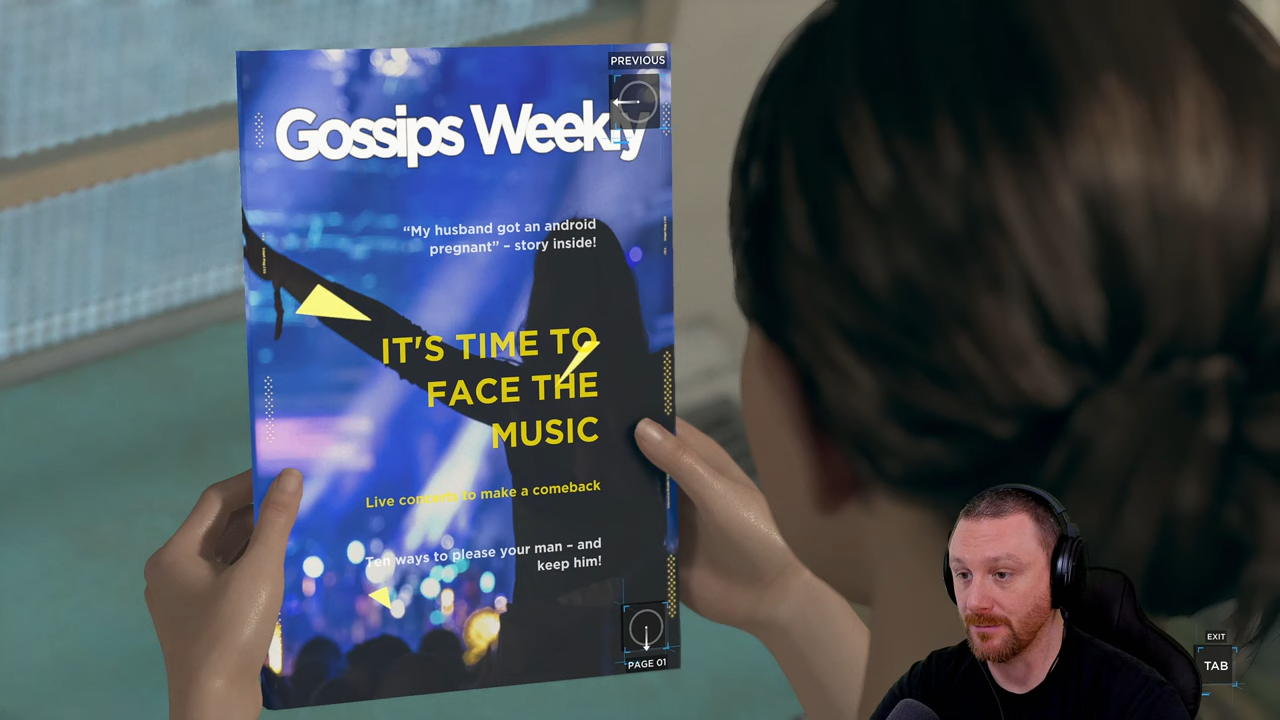 PREVIOUS
Gossips Weekly
“My husband got an android
pregnant” – story inside!
IT'S TIME TO
FACE THE
MUSIC
Live concerts to make a comeback
Ten ways to please your man – and
keep him!
PAGE 01
EXIT
TAB